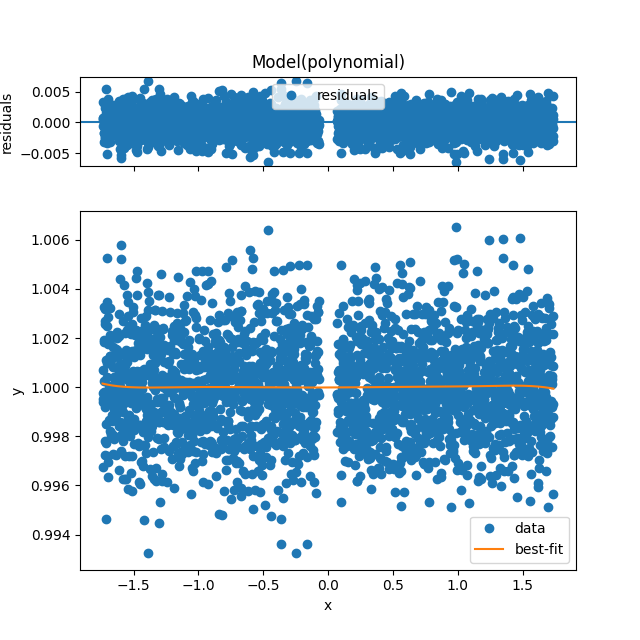 Model(polynomial)
residuals
0.005
0.000
−0.005
residuals
y
1.006
1.004
1.002
1.000
0.998
0.996
0.994
data
best-fit
−1.5 −1.0 −0.5 0.0 0.5 1.0 1.5
x